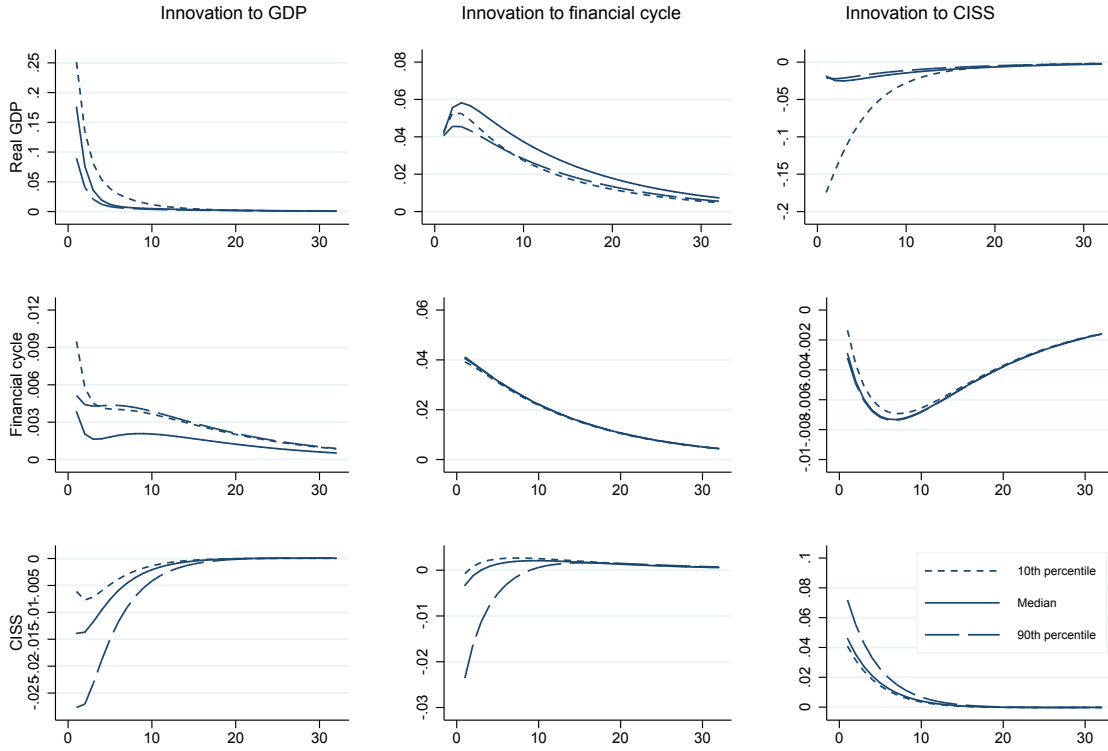 Innovation to GDP
Innovation to financial cycle
Innovation to CISS
Real GDP
0 .05 .1 .15 .2 .25
0 10 20 30
0 .02 .04 .06 .08
0 10 20 30
-.2 -.15 -.1 -.05 0
0 10 20 30
Financial cycle
0 .003 .006 .009 .012
0 10 20 30
0 .02 .04 .06
0 10 20 30
-.01 -.008 -.006 -.004 -.002 0
0 10 20 30
CISS
-.025 -.02 -.015 -.01 -.005 0
0 10 20 30
-.03 -.02 -.01 0
0 10 20 30
0 .02 .04 .06 .08 .1
0 10 20 30
10th percentile
Median
90th percentile